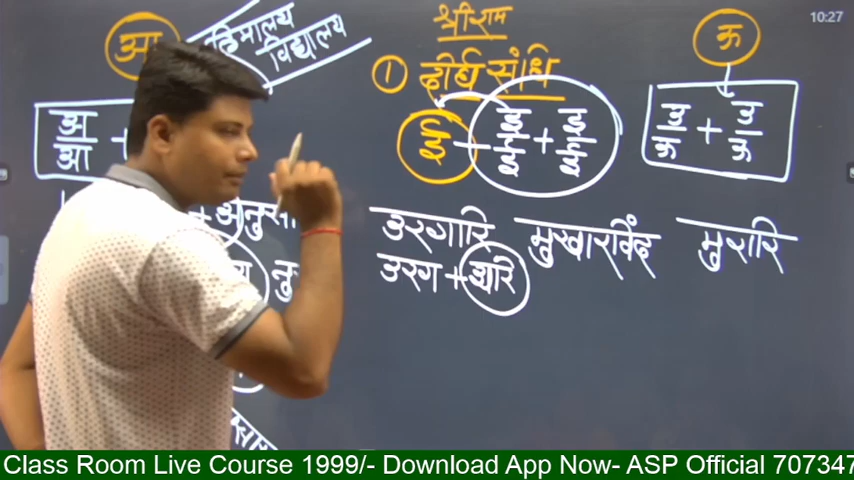 10:27
श्रीराम
आ
हिमालय
विद्यालय
① दीर्घ संधि
ऊ
अ
आ
+
ई
इ + इ
ई ई
उ + उ
ऊ ऊ
+ अनुसा
उरगारि मुखारविंद मुरारि
उरग + अरि
Class Room Live Course 1999/- Download App Now- ASP Official 707347